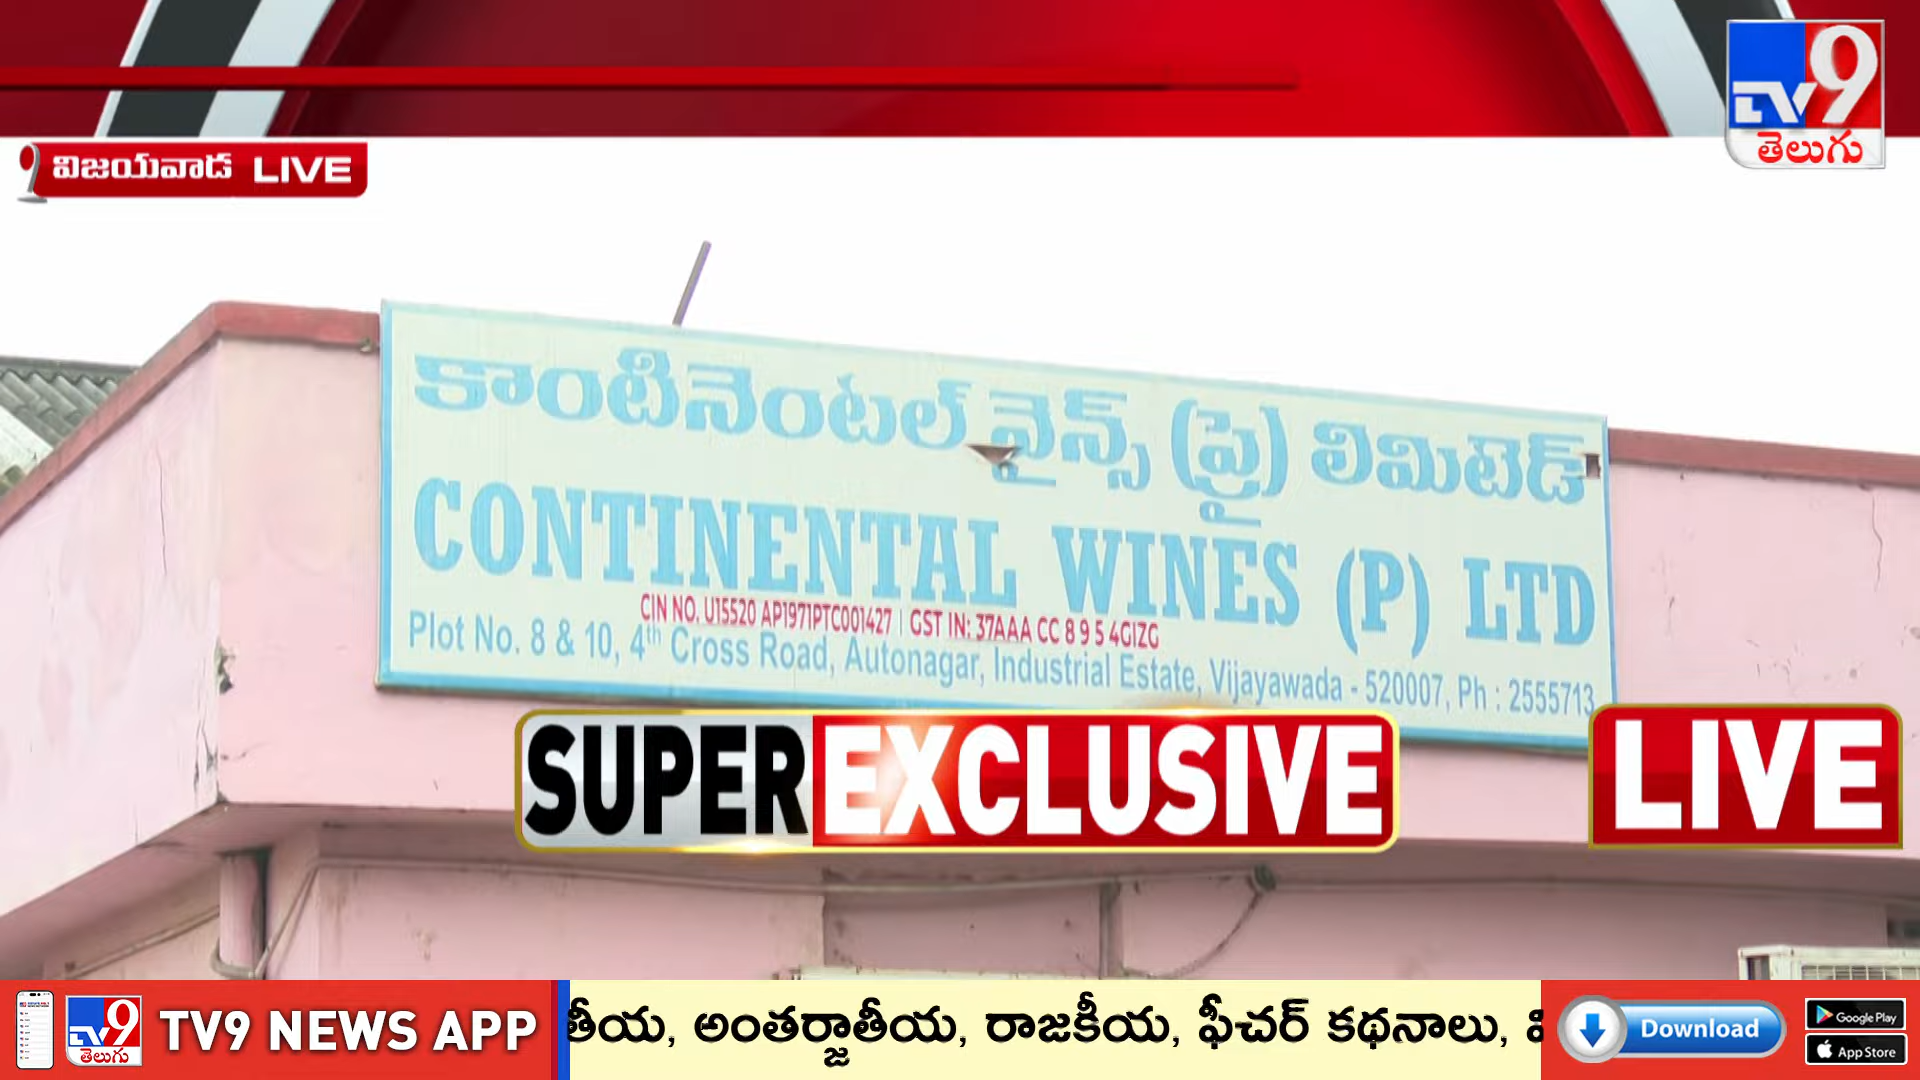 TV9
తెలుగు
విజయవాడ LIVE
కాంటినెంటల్ వైన్స్ (ప్రై) లిమిటెడ్
CONTINENTAL WINES (P) LTD
CIN NO. U15520 AP1971PTC001427 | GST IN: 37AAA CC 8 9 5 4G1ZG
Plot No. 8 & 10, 4th Cross Road, Autonagar, Industrial Estate, Vijayawada - 520007, Ph : 2555713
SUPER EXCLUSIVE
LIVE
TV9
తెలుగు
TV9 NEWS APP
తీయ, అంతర్జాతీయ, రాజకీయ, ఫీచర్ కథనాలు,
Download
Google Play
App Store